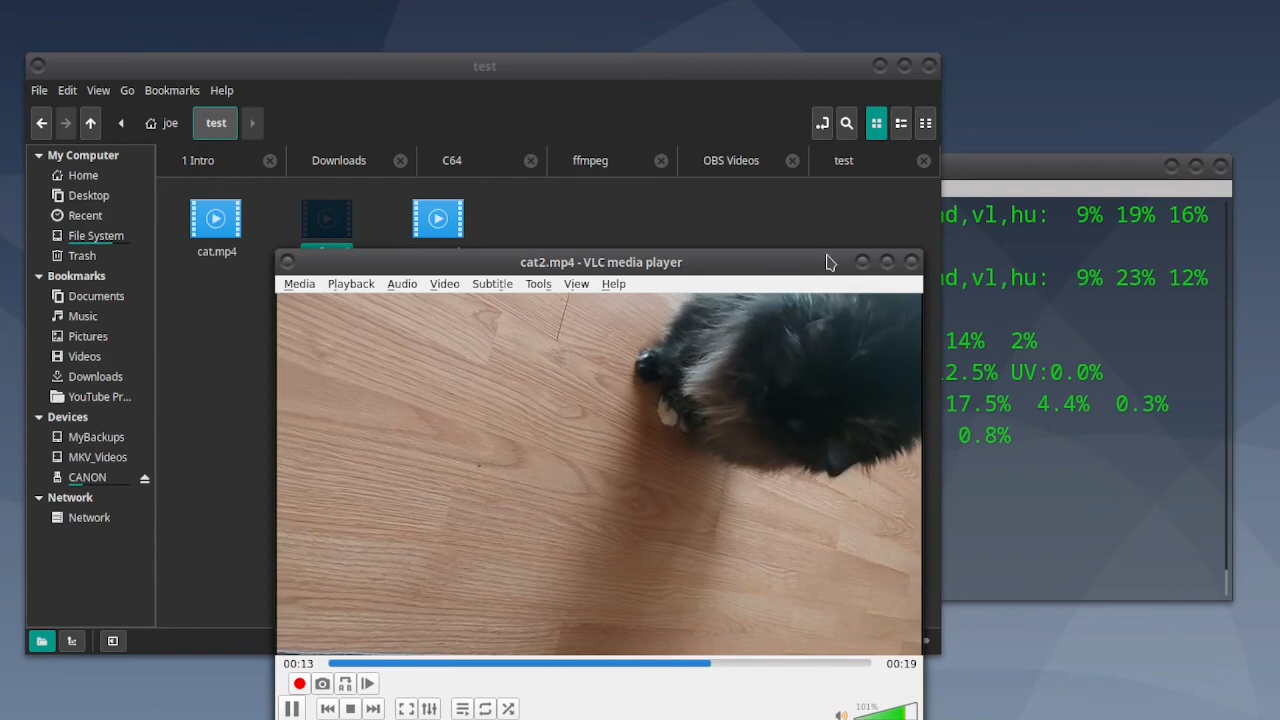 test
File Edit View Go Bookmarks Help
joe test
1 Intro Downloads C64 ffmpeg OBS Videos test
My Computer
Home
Desktop
Recent
File System
Trash
Bookmarks
Documents
Music
Pictures
Videos
Downloads
YouTube Pr...
Devices
MyBackups
MKV_Videos
CANON
Network
Network
cat.mp4
cat2.mp4 - VLC media player
Media Playback Audio Video Subtitle Tools View Help
00:13 00:19
101%
vl,hu: 9% 19% 16%
vl,hu: 9% 23% 12%
14% 2%
2.5% UV:0.0%
17.5% 4.4% 0.3%
0.8%